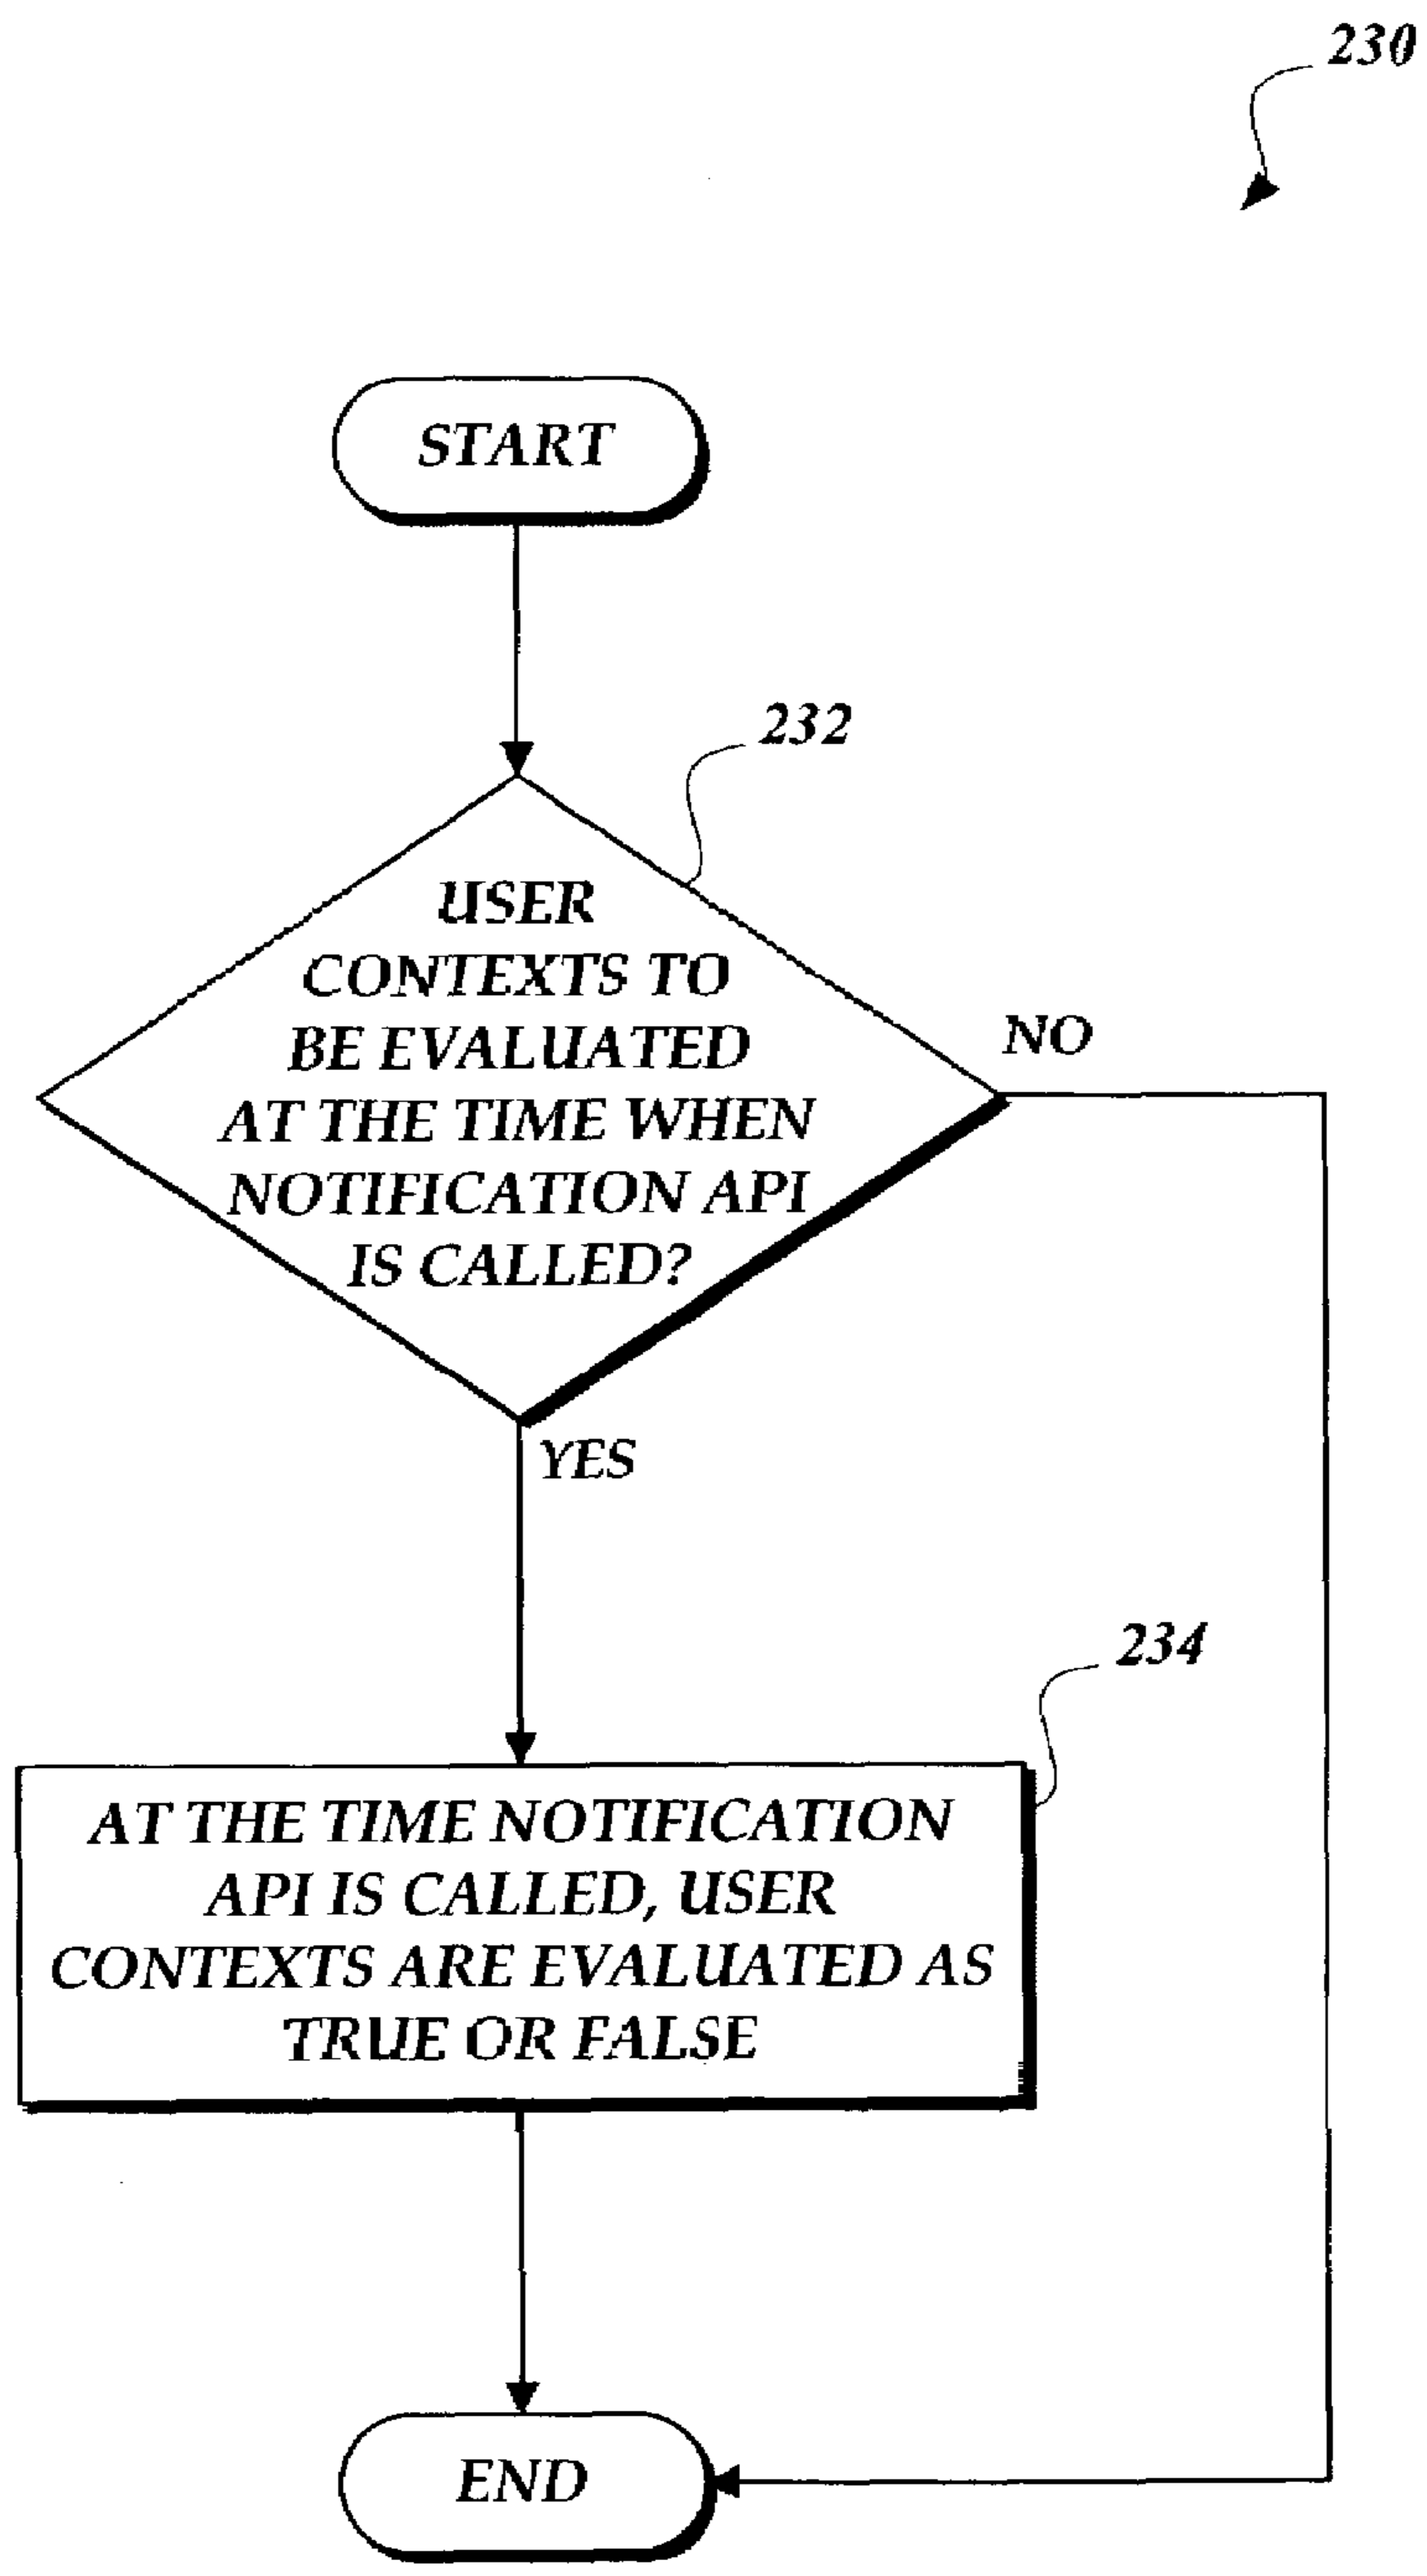 230
START
232
USER
CONTEXTS TO
BE EVALUATED
AT THE TIME WHEN
NOTIFICATION API
IS CALLED?
NO
YES
234
AT THE TIME NOTIFICATION
API IS CALLED, USER
CONTEXTS ARE EVALUATED AS
TRUE OR FALSE
END